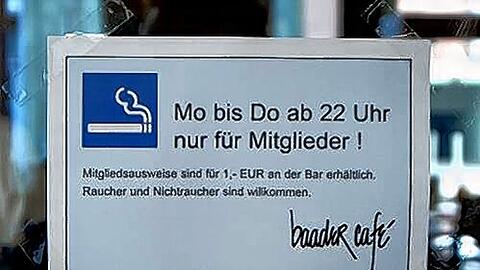 Mo bis Do ab 22 Uhr
nur für Mitglieder !
Mitgliedsausweise sind für 1,- EUR an der Bar erhältlich.
Raucher und Nichtraucher sind willkommen.
baader café